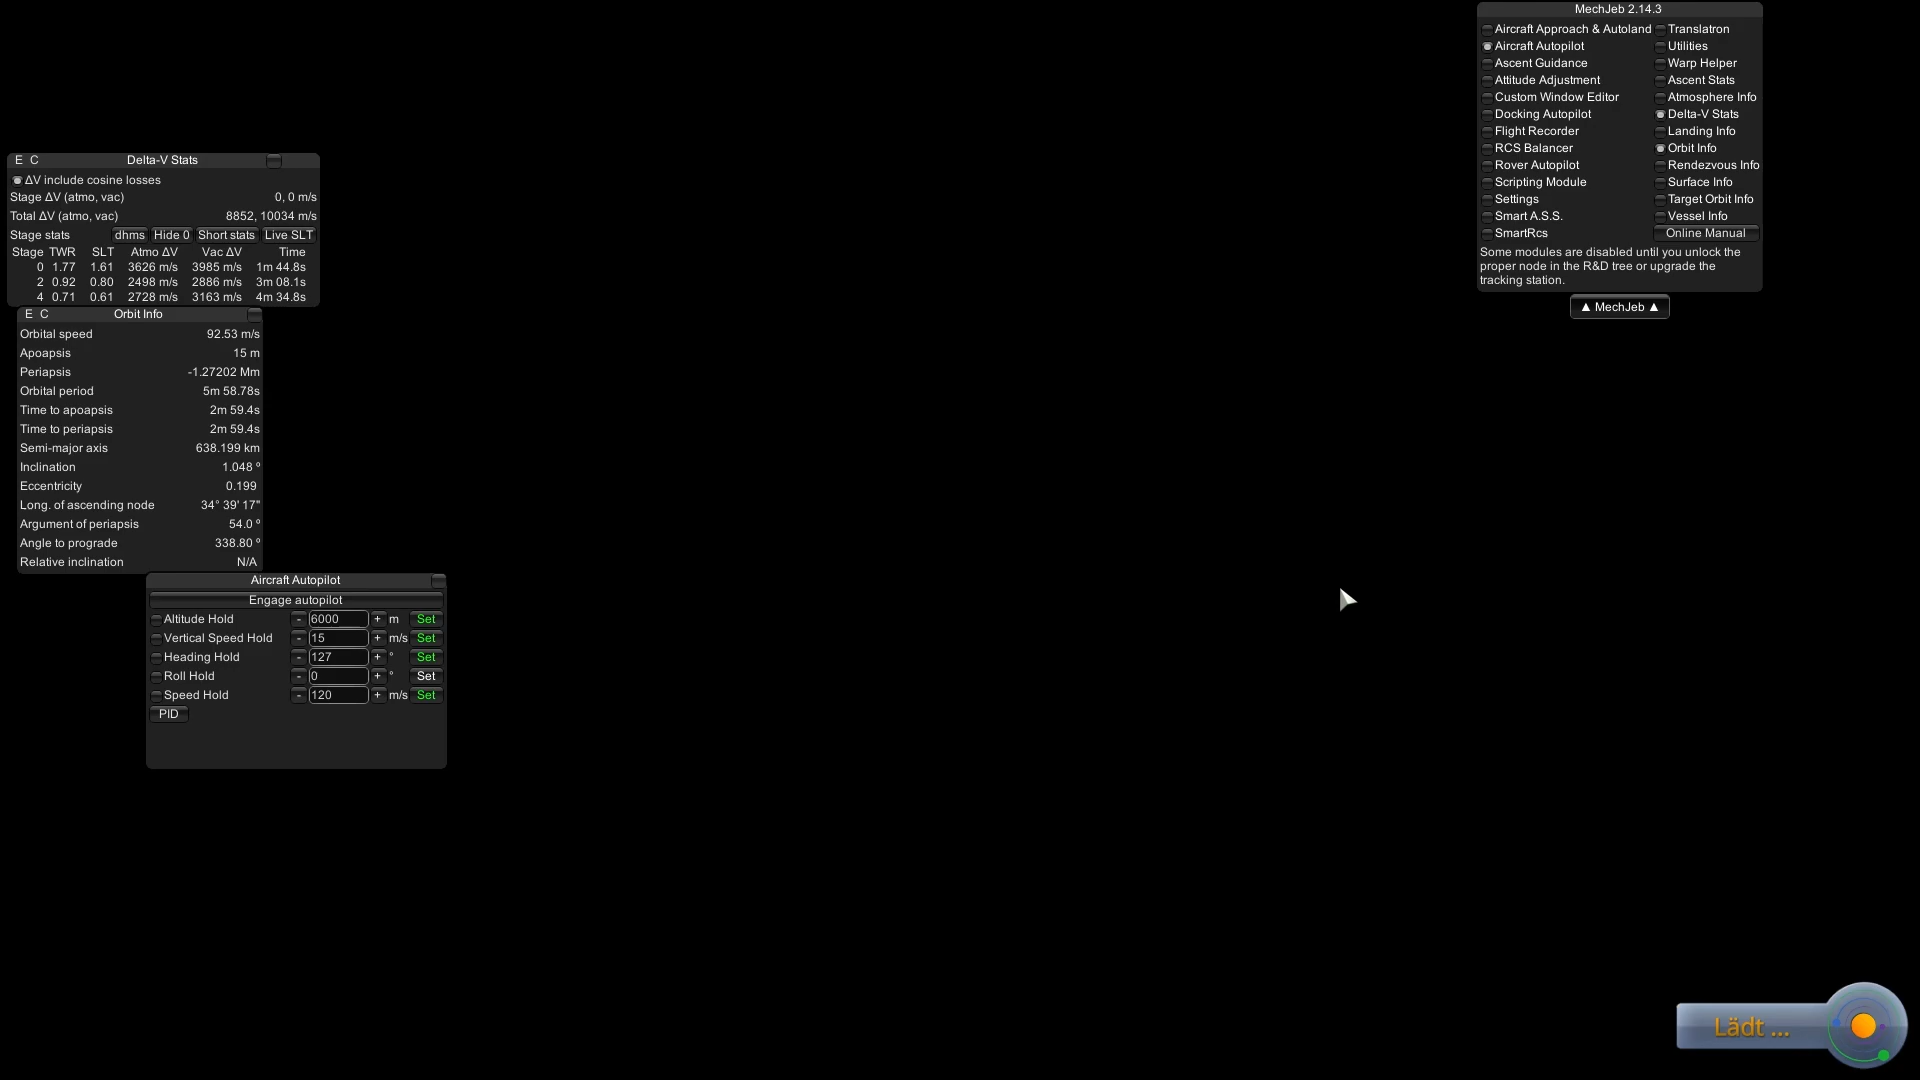 MechJeb 2.14.3
Aircraft Approach & Autoland Translatron
Aircraft Autopilot Utilities
Ascent Guidance Warp Helper
Attitude Adjustment Ascent Stats
Custom Window Editor Atmosphere Info
Docking Autopilot Delta-V Stats
Flight Recorder Landing Info
RCS Balancer Orbit Info
Rover Autopilot Rendezvous Info
Scripting Module Surface Info
Settings Target Orbit Info
Smart A.S.S. Vessel Info
SmartRcs Online Manual
Some modules are disabled until you unlock the
proper node in the R&D tree or upgrade the
tracking station.
▲ MechJeb ▲
E C Delta-V Stats
ΔV include cosine losses
Stage ΔV (atmo, vac) 0, 0 m/s
Total ΔV (atmo, vac) 8852, 10034 m/s
Stage stats dhms Hide 0 Short stats Live SLT
Stage TWR SLT Atmo ΔV Vac ΔV Time
0 1.77 1.61 3626 m/s 3985 m/s 1m 44.8s
2 0.92 0.80 2498 m/s 2886 m/s 3m 08.1s
4 0.71 0.61 2728 m/s 3163 m/s 4m 34.8s
E C Orbit Info
Orbital speed 92.53 m/s
Apoapsis 15 m
Periapsis -1.27202 Mm
Orbital period 5m 58.78s
Time to apoapsis 2m 59.4s
Time to periapsis 2m 59.4s
Semi-major axis 638.199 km
Inclination 1.048 º
Eccentricity 0.199
Long. of ascending node 34° 39' 17"
Argument of periapsis 54.0 º
Angle to prograde 338.80 º
Relative inclination N/A
Aircraft Autopilot
Engage autopilot
Altitude Hold - 6000 + m Set
Vertical Speed Hold - 15 + m/s Set
Heading Hold - 127 + ° Set
Roll Hold - 0 + ° Set
Speed Hold - 120 + m/s Set
PID
Lädt ...